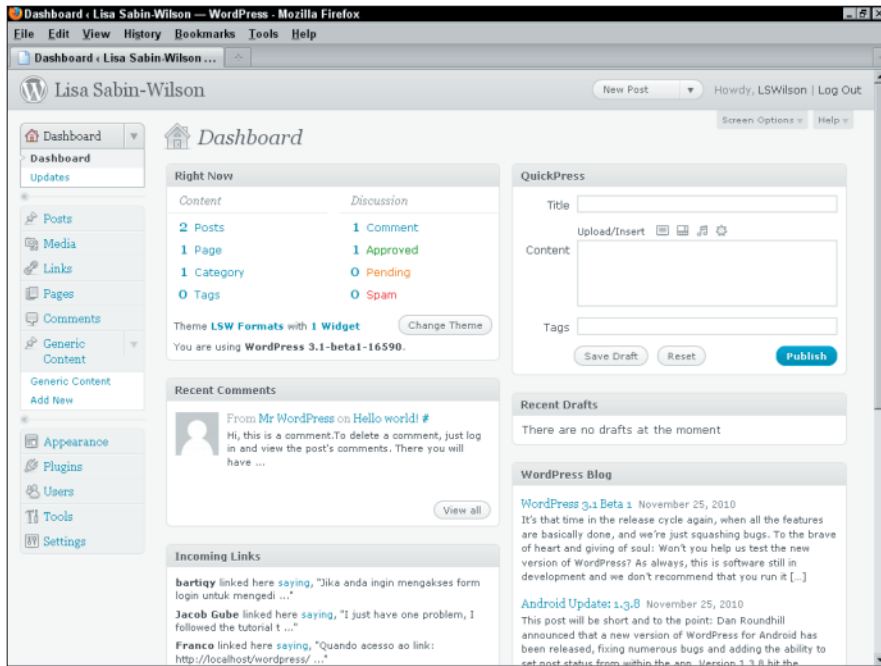 Dashboard ‹ Lisa Sabin-Wilson — WordPress - Mozilla Firefox
File Edit View History Bookmarks Tools Help
Dashboard ‹ Lisa Sabin-Wilson ...
Lisa Sabin-Wilson
New Post
Howdy, LSWilson | Log Out
Screen Options
Help
Dashboard
Dashboard
Updates
Posts
Media
Links
Pages
Comments
Generic
Content
Generic Content
Add New
Appearance
Plugins
Users
Tools
Settings
Dashboard
Right Now
Content Discussion
2 Posts 1 Comment
1 Page 1 Approved
1 Category 0 Pending
0 Tags 0 Spam
Theme LSW Formats with 1 Widget Change Theme
You are using WordPress 3.1-beta1-16590.
Recent Comments
From Mr WordPress on Hello world! #
Hi, this is a comment.To delete a comment, just log
in and view the post's comments. There you will
have ...
View all
Incoming Links
bartiqy linked here saying, "Jika anda ingin mengakses form
login untuk mengedi ..."
Jacob Gube linked here saying, "I just have one problem, I
followed the tutorial t ..."
Franco linked here saying, "Quando acesso ao link:
http://localhost/wordpress/ ..."
QuickPress
Title
Upload/Insert
Content
Tags
Save Draft Reset Publish
Recent Drafts
There are no drafts at the moment
WordPress Blog
WordPress 3.1 Beta 1 November 25, 2010
It's that time in the release cycle again, when all the features
are basically done, and we're just squashing bugs. To the brave
of heart and giving of soul: Won't you help us test the new
version of WordPress? As always, this is software still in
development and we don't recommend that you run it [...]
Android Update: 1.3.8 November 25, 2010
This post will be short and to the point: Dan Roundhill
announced that a new version of WordPress for Android has
been released, fixing numerous bugs and adding the ability to
set post status from within the app. Version 1.3.8 hit the